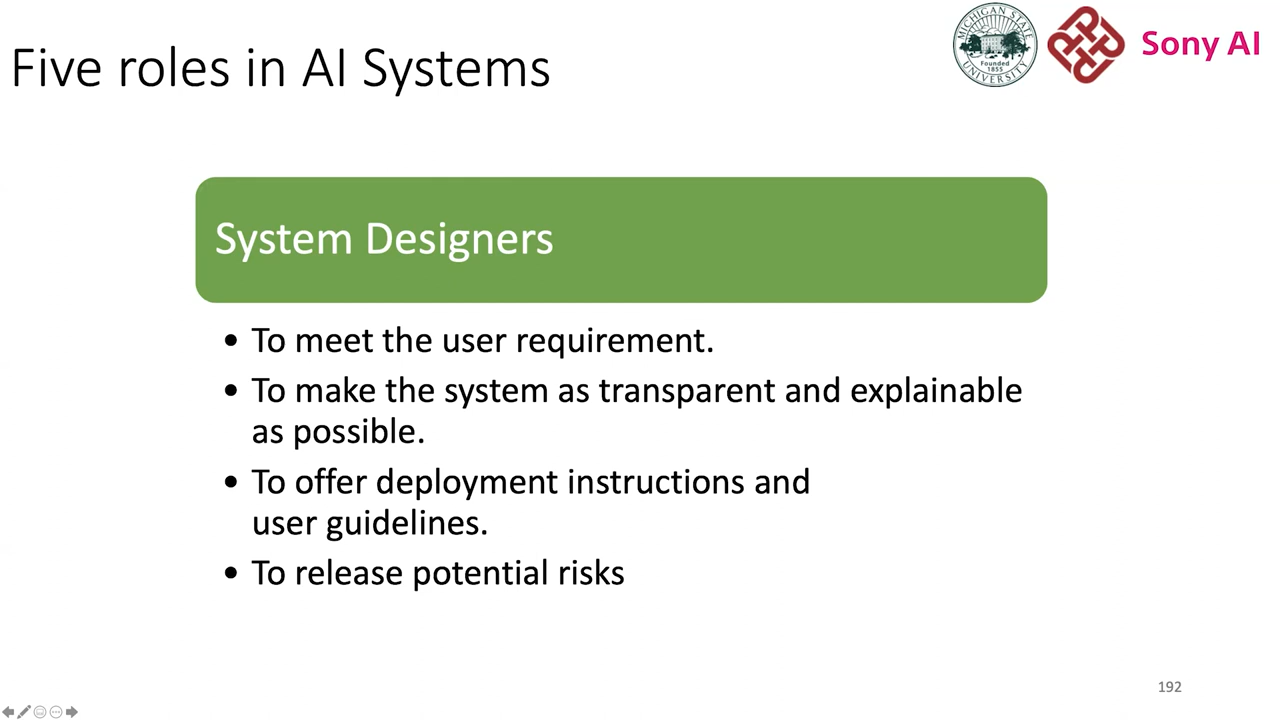 Five roles in AI Systems
MICHIGAN STATE
UNIVERSITY
Founded
1855
Sony AI
System Designers
• To meet the user requirement.
• To make the system as transparent and explainable
as possible.
• To offer deployment instructions and
user guidelines.
• To release potential risks
192